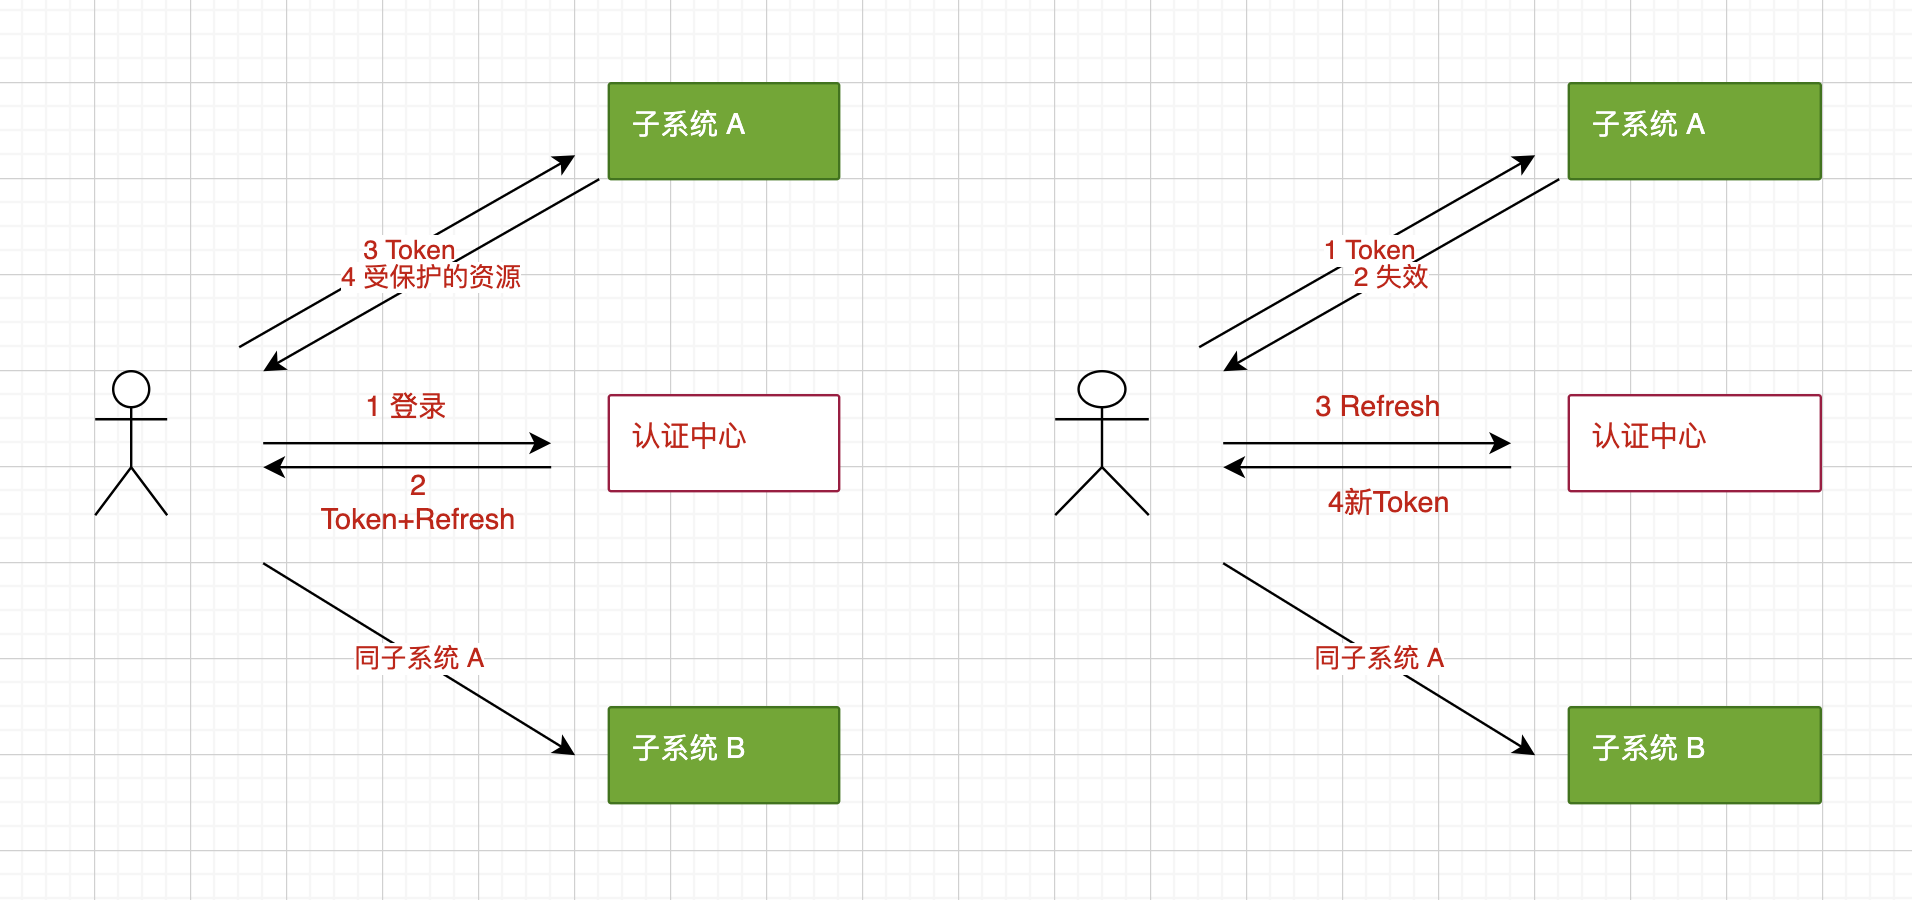 子系统 A
3 Token
4 受保护的资源
1 登录
认证中心
2
Token+Refresh
同子系统 A
子系统 B
子系统 A
1 Token
2 失效
3 Refresh
认证中心
4新Token
同子系统 A
子系统 B